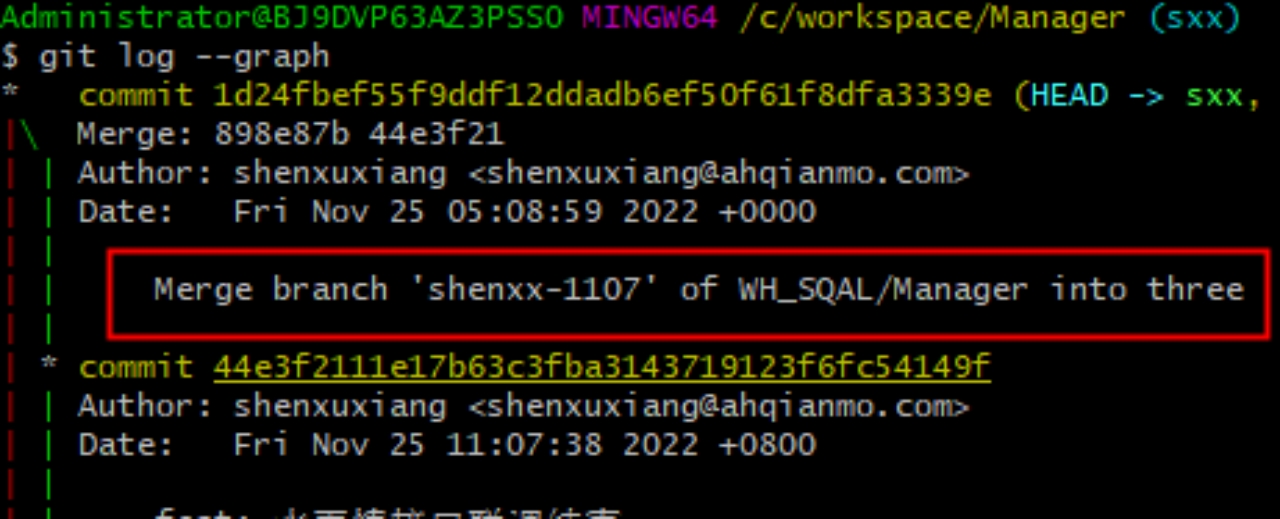 Administrator@BJ9DVP63AZ3PSSO MINGW64 /c/workspace/Manager (sxx)
$ git log --graph
*   commit 1d24fbef55f9ddf12ddadb6ef50f61f8dfa3339e (HEAD -> sxx,
|\  Merge: 898e87b 44e3f21
| | Author: shenxuxiang <shenxuxiang@ahqianmo.com>
| | Date:   Fri Nov 25 05:08:59 2022 +0000
| |
| |     Merge branch 'shenxx-1107' of WH_SQAL/Manager into three
| |
| * commit 44e3f2111e17b63c3fba3143719123f6fc54149f
| | Author: shenxuxiang <shenxuxiang@ahqianmo.com>
| | Date:   Fri Nov 25 11:07:38 2022 +0800
| |